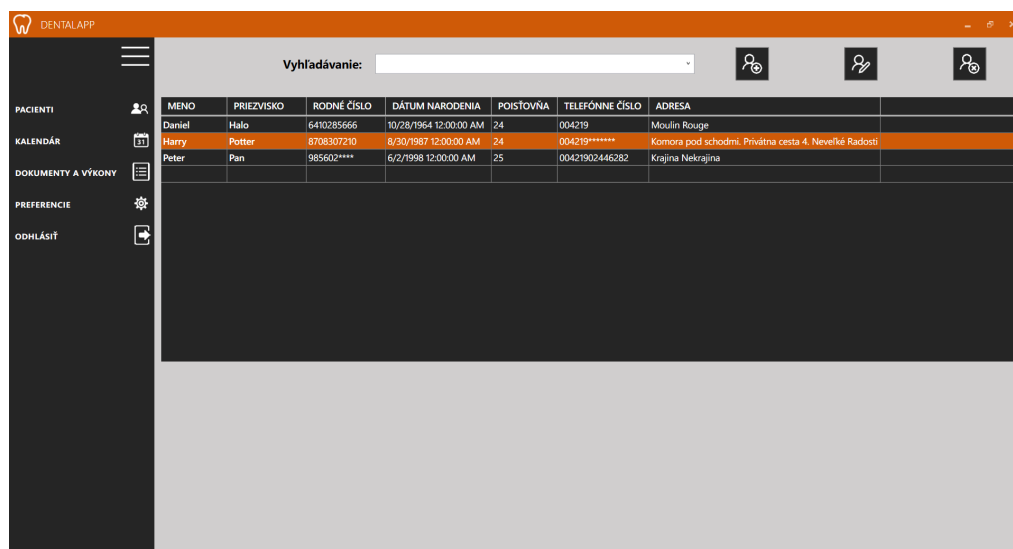 DENTALAPP
Vyhľadávanie:
PACIENTI
KALENDÁR
31
DOKUMENTY A VÝKONY
PREFERENCIE
ODHLÁSIŤ
MENO PRIEZVISKO RODNÉ ČÍSLO DÁTUM NARODENIA POISŤOVŇA TELEFÓNNE ČÍSLO ADRESA
Daniel Halo 6410285666 10/28/1964 12:00:00 AM 24 004219 Moulin Rouge
Harry Potter 8708307210 8/30/1987 12:00:00 AM 24 004219******* Komora pod schodmi. Privátna cesta 4. Neveľké Radosti
Peter Pan 985602**** 6/2/1998 12:00:00 AM 25 00421902446282 Krajina Nekrajina